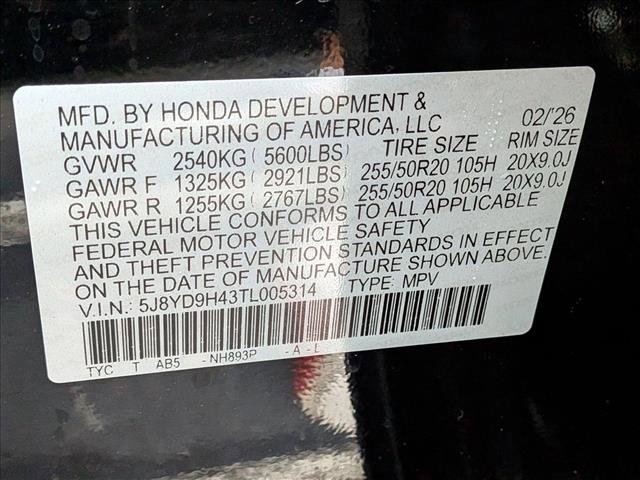 MFD. BY HONDA DEVELOPMENT & 02/'26
MANUFACTURING OF AMERICA, LLC
GVWR 2540KG ( 5600LBS) TIRE SIZE RIM SIZE
GAWR F 1325KG ( 2921LBS) 255/50R20 105H 20X9.0J
GAWR R 1255KG ( 2767LBS) 255/50R20 105H 20X9.0J
THIS VEHICLE CONFORMS TO ALL APPLICABLE
FEDERAL MOTOR VEHICLE SAFETY
AND THEFT PREVENTION STANDARDS IN EFFECT
ON THE DATE OF MANUFACTURE SHOWN ABOVE.
V.I.N.: 5J8YD9H43TL005314 TYPE: MPV
TYC T AB5 -NH893P -A -L